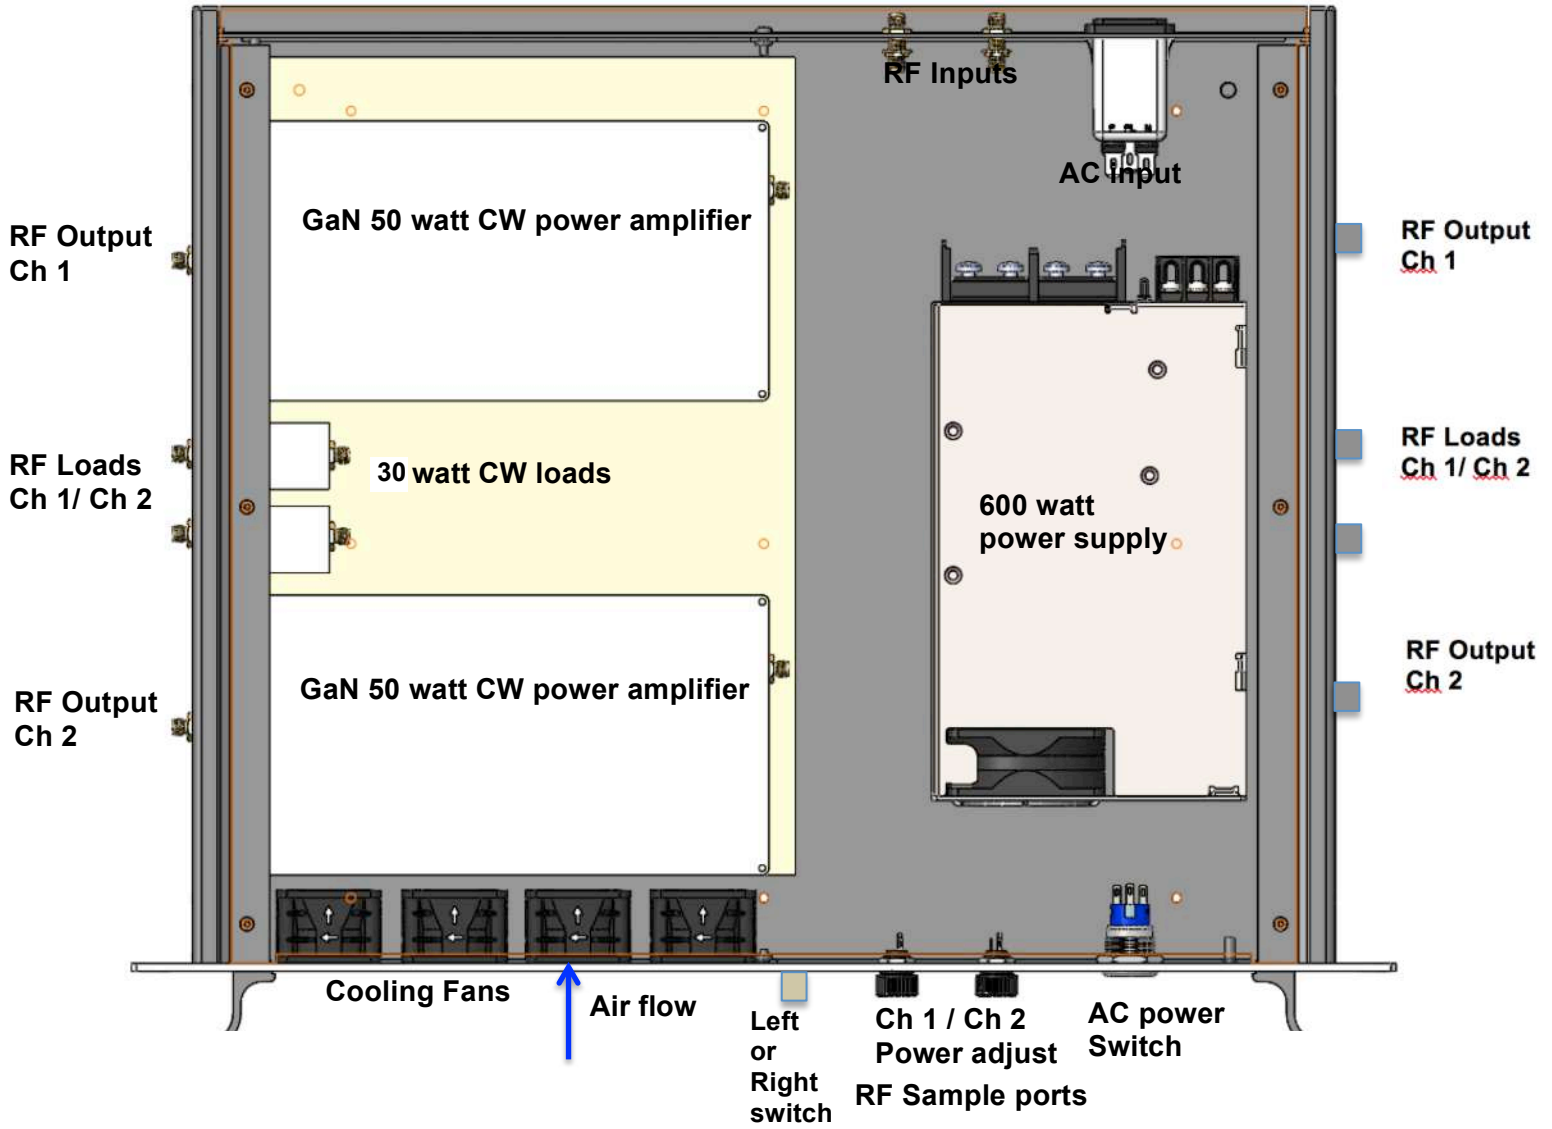 RF Inputs
AC input
GaN 50 watt CW power amplifier
RF Output
Ch 1
RF Output
Ch 1
RF Loads
Ch 1/ Ch 2
30 watt CW loads
RF Loads
Ch 1/ Ch 2
600 watt
power supply
GaN 50 watt CW power amplifier
RF Output
Ch 2
RF Output
Ch 2
Cooling Fans
Air flow
Left
or
Right
switch
Ch 1 / Ch 2
Power adjust
AC power
Switch
RF Sample ports